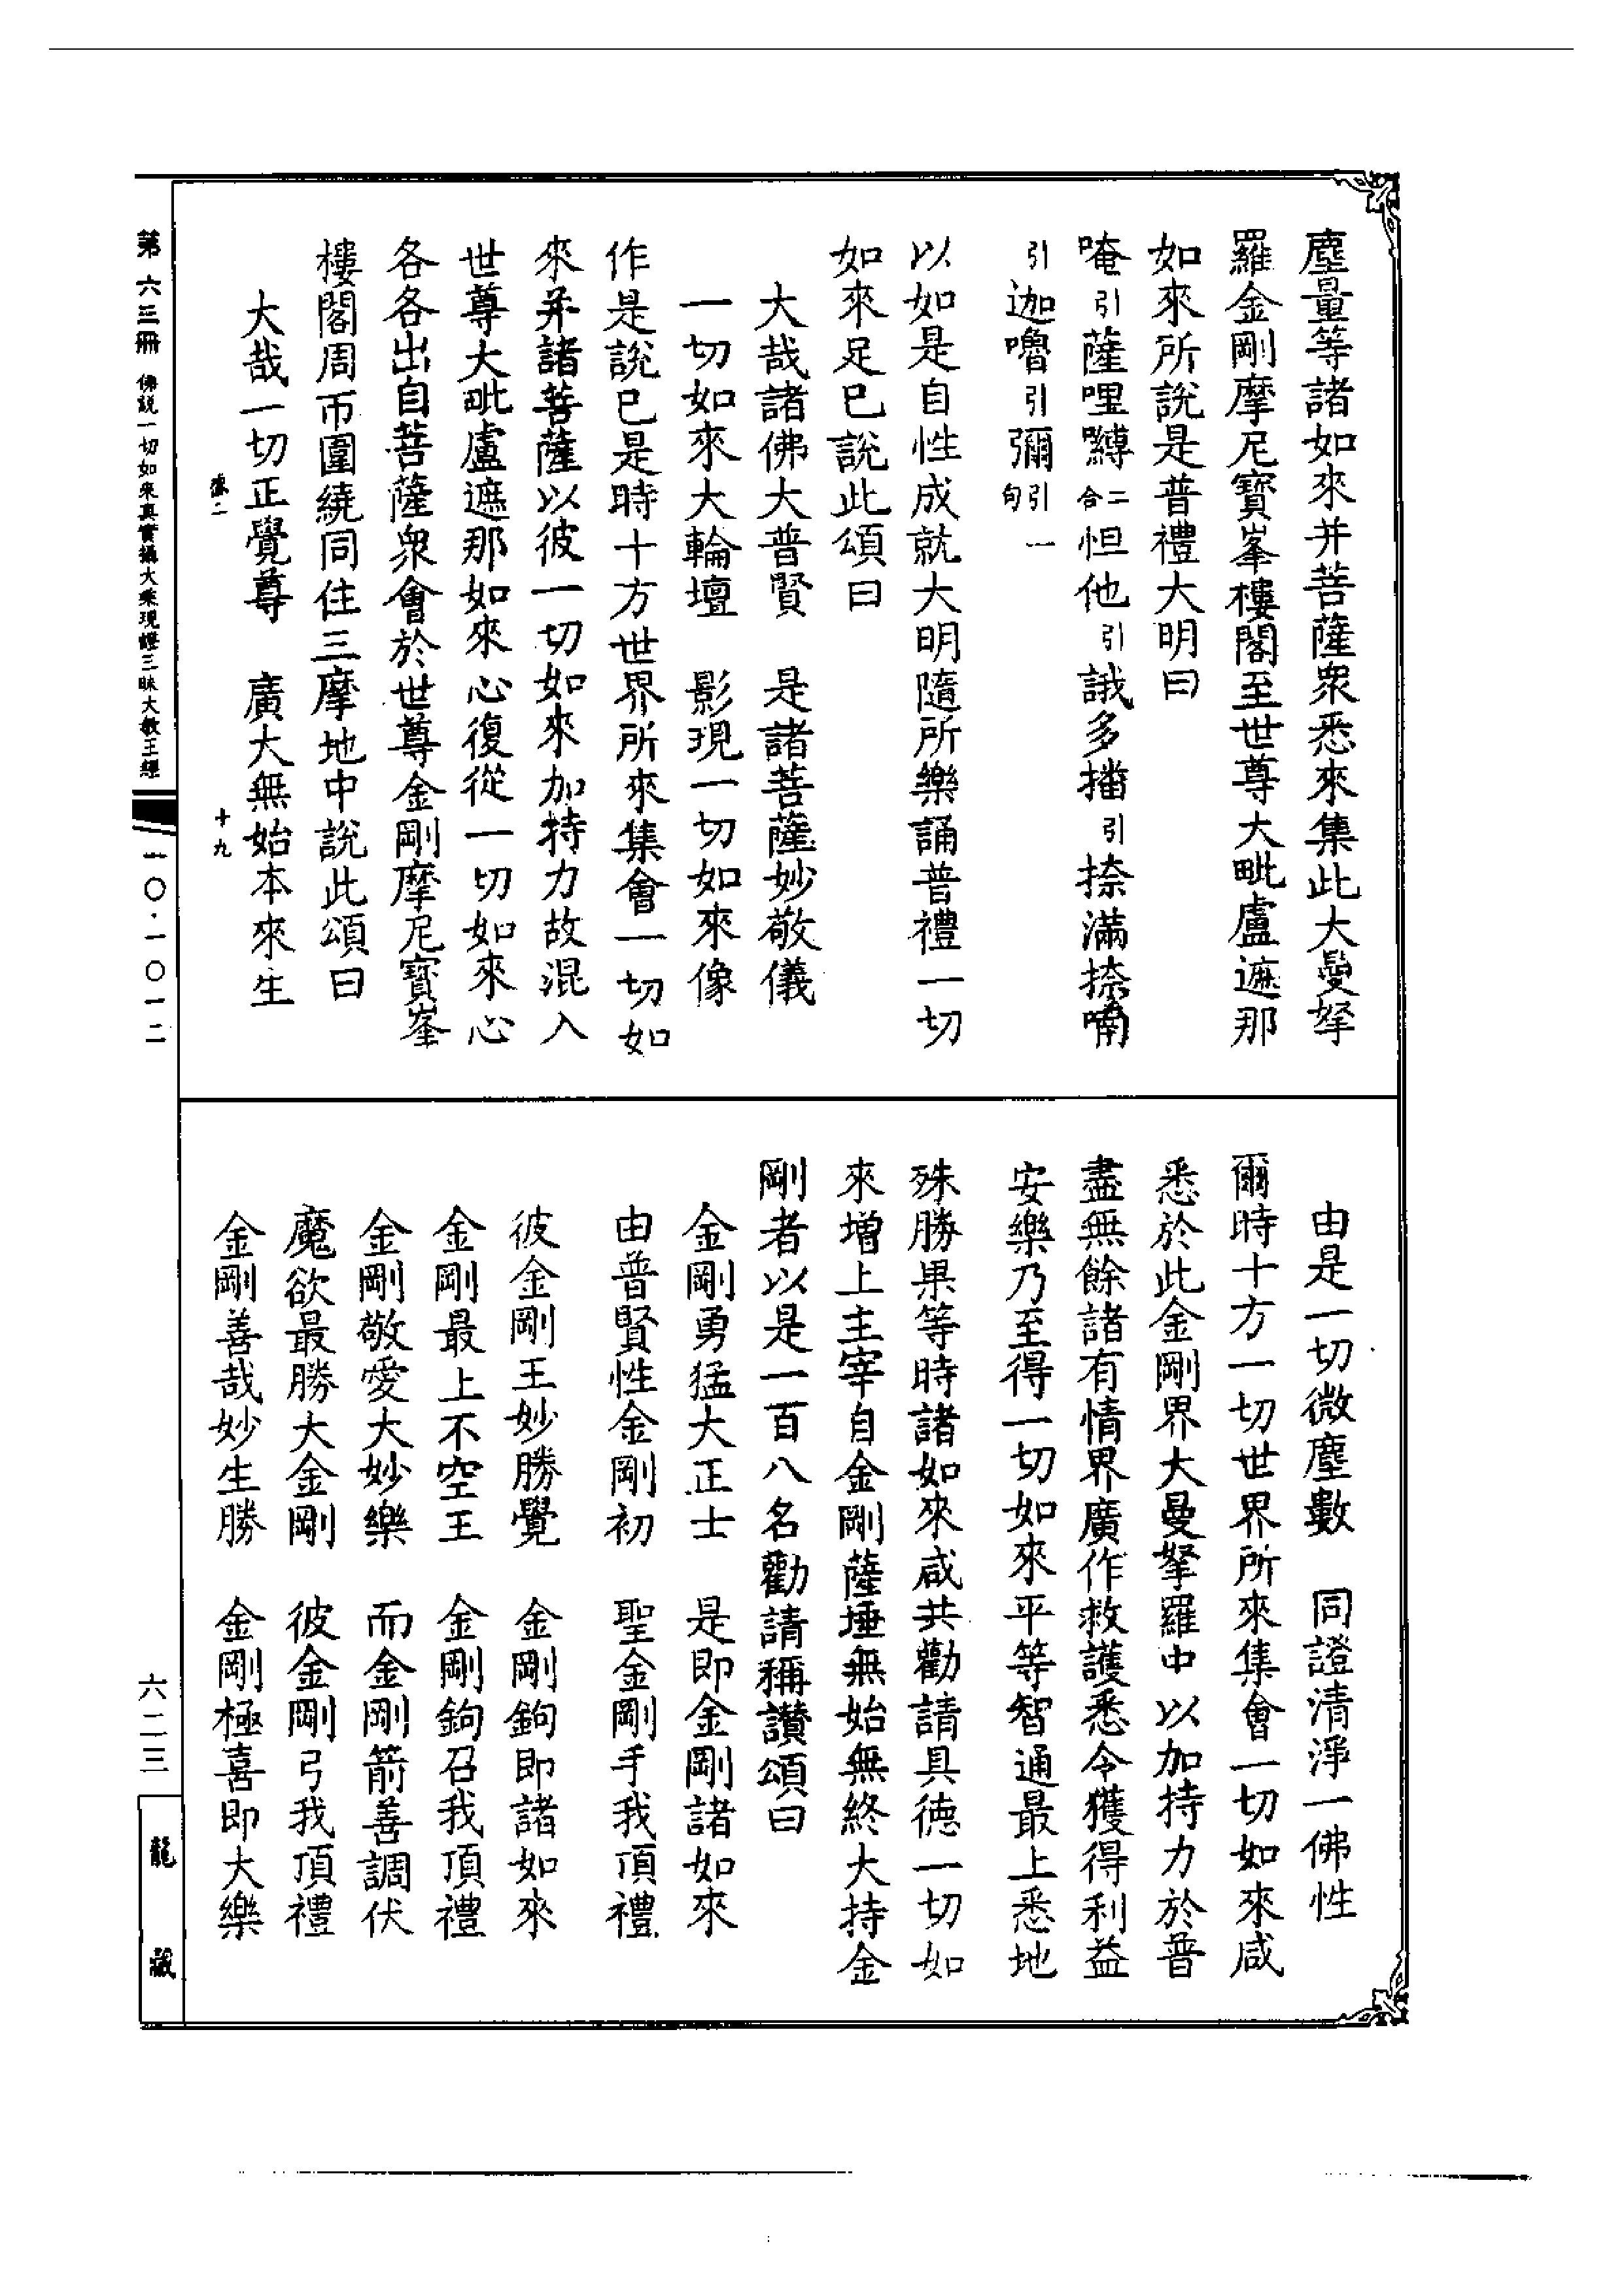 塵量等諸如來并菩薩衆悉來集此大曼拏
羅金剛摩尼寶峯樓閣至世尊大毗盧遮那
如來所說是普禮大明曰
唵引薩哩嚩二合怛他引誐多播引捺滿捺喃
引迦嚕引彌引句一
以如是自性成就大明隨所樂誦普禮一切
如來足已說此頌曰
大哉諸佛大普賢　是諸菩薩妙敬儀
一切如來大輪壇　影現一切如來像
作是說已是時十方世界所來集會一切如
來并諸菩薩以彼一切如來加持力故混入
世尊大毗盧遮那如來心復從一切如來心
各各出自菩薩衆會於世尊金剛摩尼寶峯
樓閣周帀圍繞同住三摩地中說此頌曰
大哉一切正覺尊　廣大無始本來生
十九
由是一切微塵數　同證清淨一佛性
爾時十方一切世界所來集會一切如來咸
悉於此金剛界大曼拏羅中以加持力於普
盡無餘諸有情界廣作救護悉令獲得利益
安樂乃至得一切如來平等智通最上悉地
殊勝果等時諸如來咸共勸請具德一切如
來增上主宰自金剛薩埵無始無終大持金
剛者以是一百八名勸請稱讚頌曰
金剛勇猛大正士　是即金剛諸如來
由普賢性金剛初　聖金剛手我頂禮
彼金剛王妙勝覺　金剛鉤即諸如來
金剛最上不空王　金剛鉤召我頂禮
金剛敬愛大妙樂　而金剛箭善調伏
魔欲最勝大金剛　彼金剛弓我頂禮
金剛善哉妙生勝　金剛極喜即大樂
第六三冊　佛説一切如來真實攝大乘現證三昧大教王經
一〇·一〇一二
六二三
龍藏